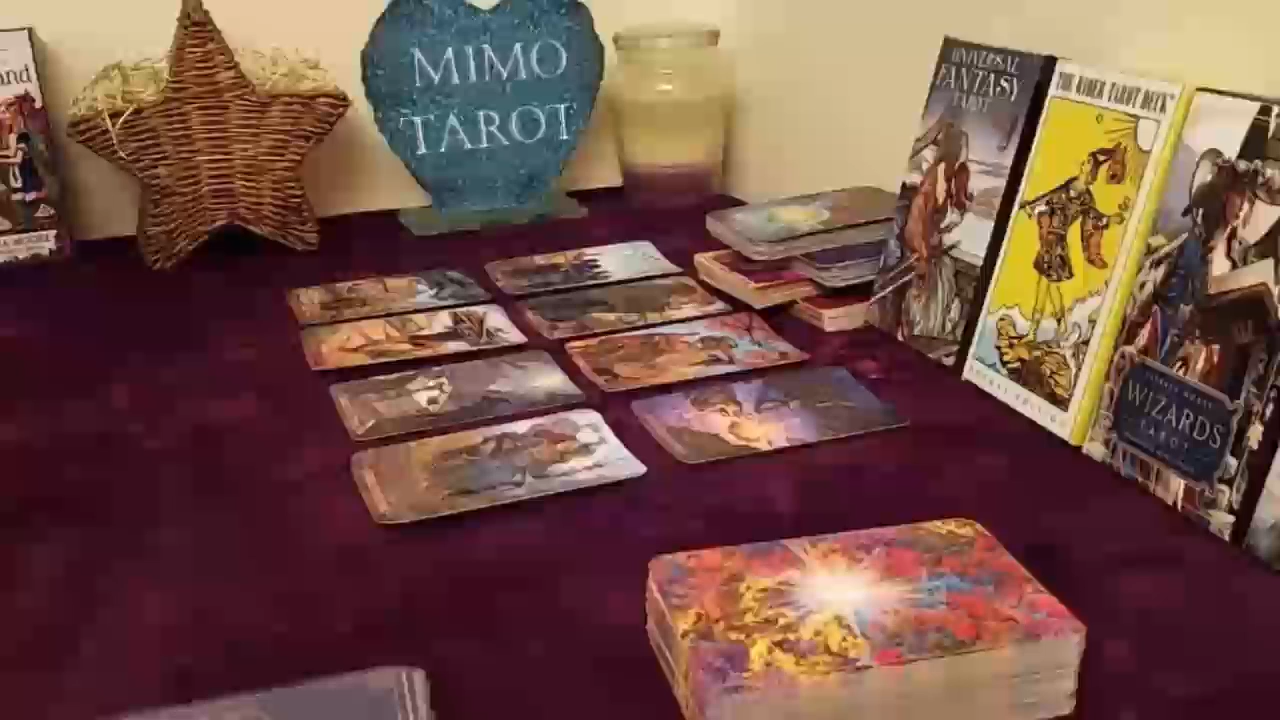 MIMO
TAROT
UNIVERSAL
FANTASY
TAROT
THE RIDER TAROT DECK
WIZARDS
TAROT